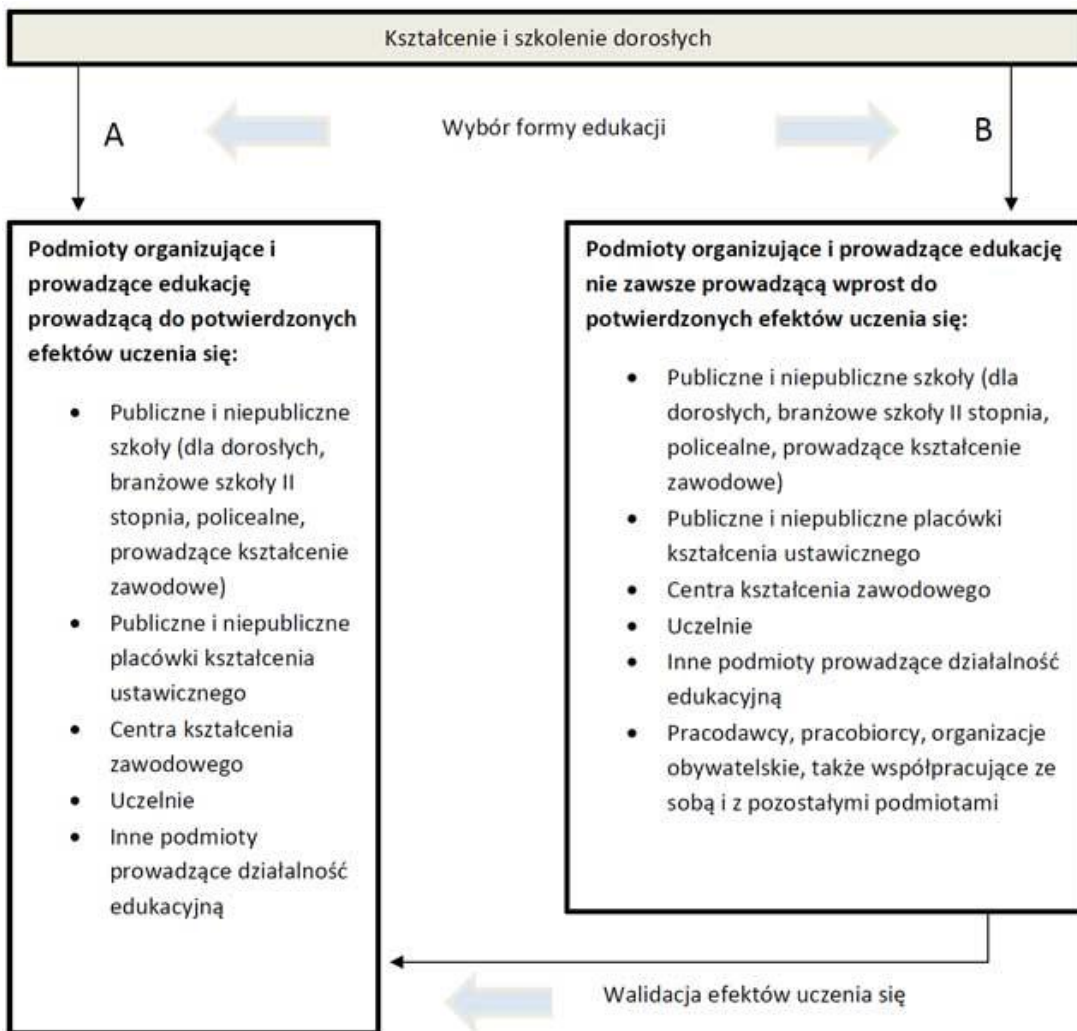 Kształcenie i szkolenie dorosłych
A
Wybór formy edukacji
B
Podmioty organizujące i
prowadzące edukację
prowadzącą do potwierdzonych
efektów uczenia się:
• Publiczne i niepubliczne
szkoły (dla dorosłych,
branżowe szkoły II
stopnia, policealne,
prowadzące kształcenie
zawodowe)
• Publiczne i niepubliczne
placówki kształcenia
ustawicznego
• Centra kształcenia
zawodowego
• Uczelnie
• Inne podmioty
prowadzące działalność
edukacyjną
Podmioty organizujące i prowadzące edukację
nie zawsze prowadzącą wprost do
potwierdzonych efektów uczenia się:
• Publiczne i niepubliczne szkoły (dla
dorosłych, branżowe szkoły II stopnia,
policealne, prowadzące kształcenie
zawodowe)
• Publiczne i niepubliczne placówki
kształcenia ustawicznego
• Centra kształcenia zawodowego
• Uczelnie
• Inne podmioty prowadzące działalność
edukacyjną
• Pracodawcy, pracobiorcy, organizacje
obywatelskie, także współpracujące ze
sobą i z pozostałymi podmiotami
Walidacja efektów uczenia się